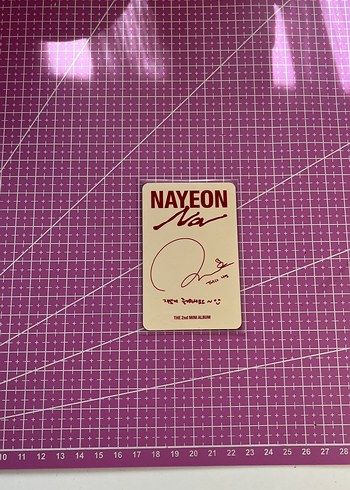 NAYEON
Na
THE 2nd MINI ALBUM
10 11 12 13 14 15 16 17 18 19 20 21 22 23 24 25 26 27 28